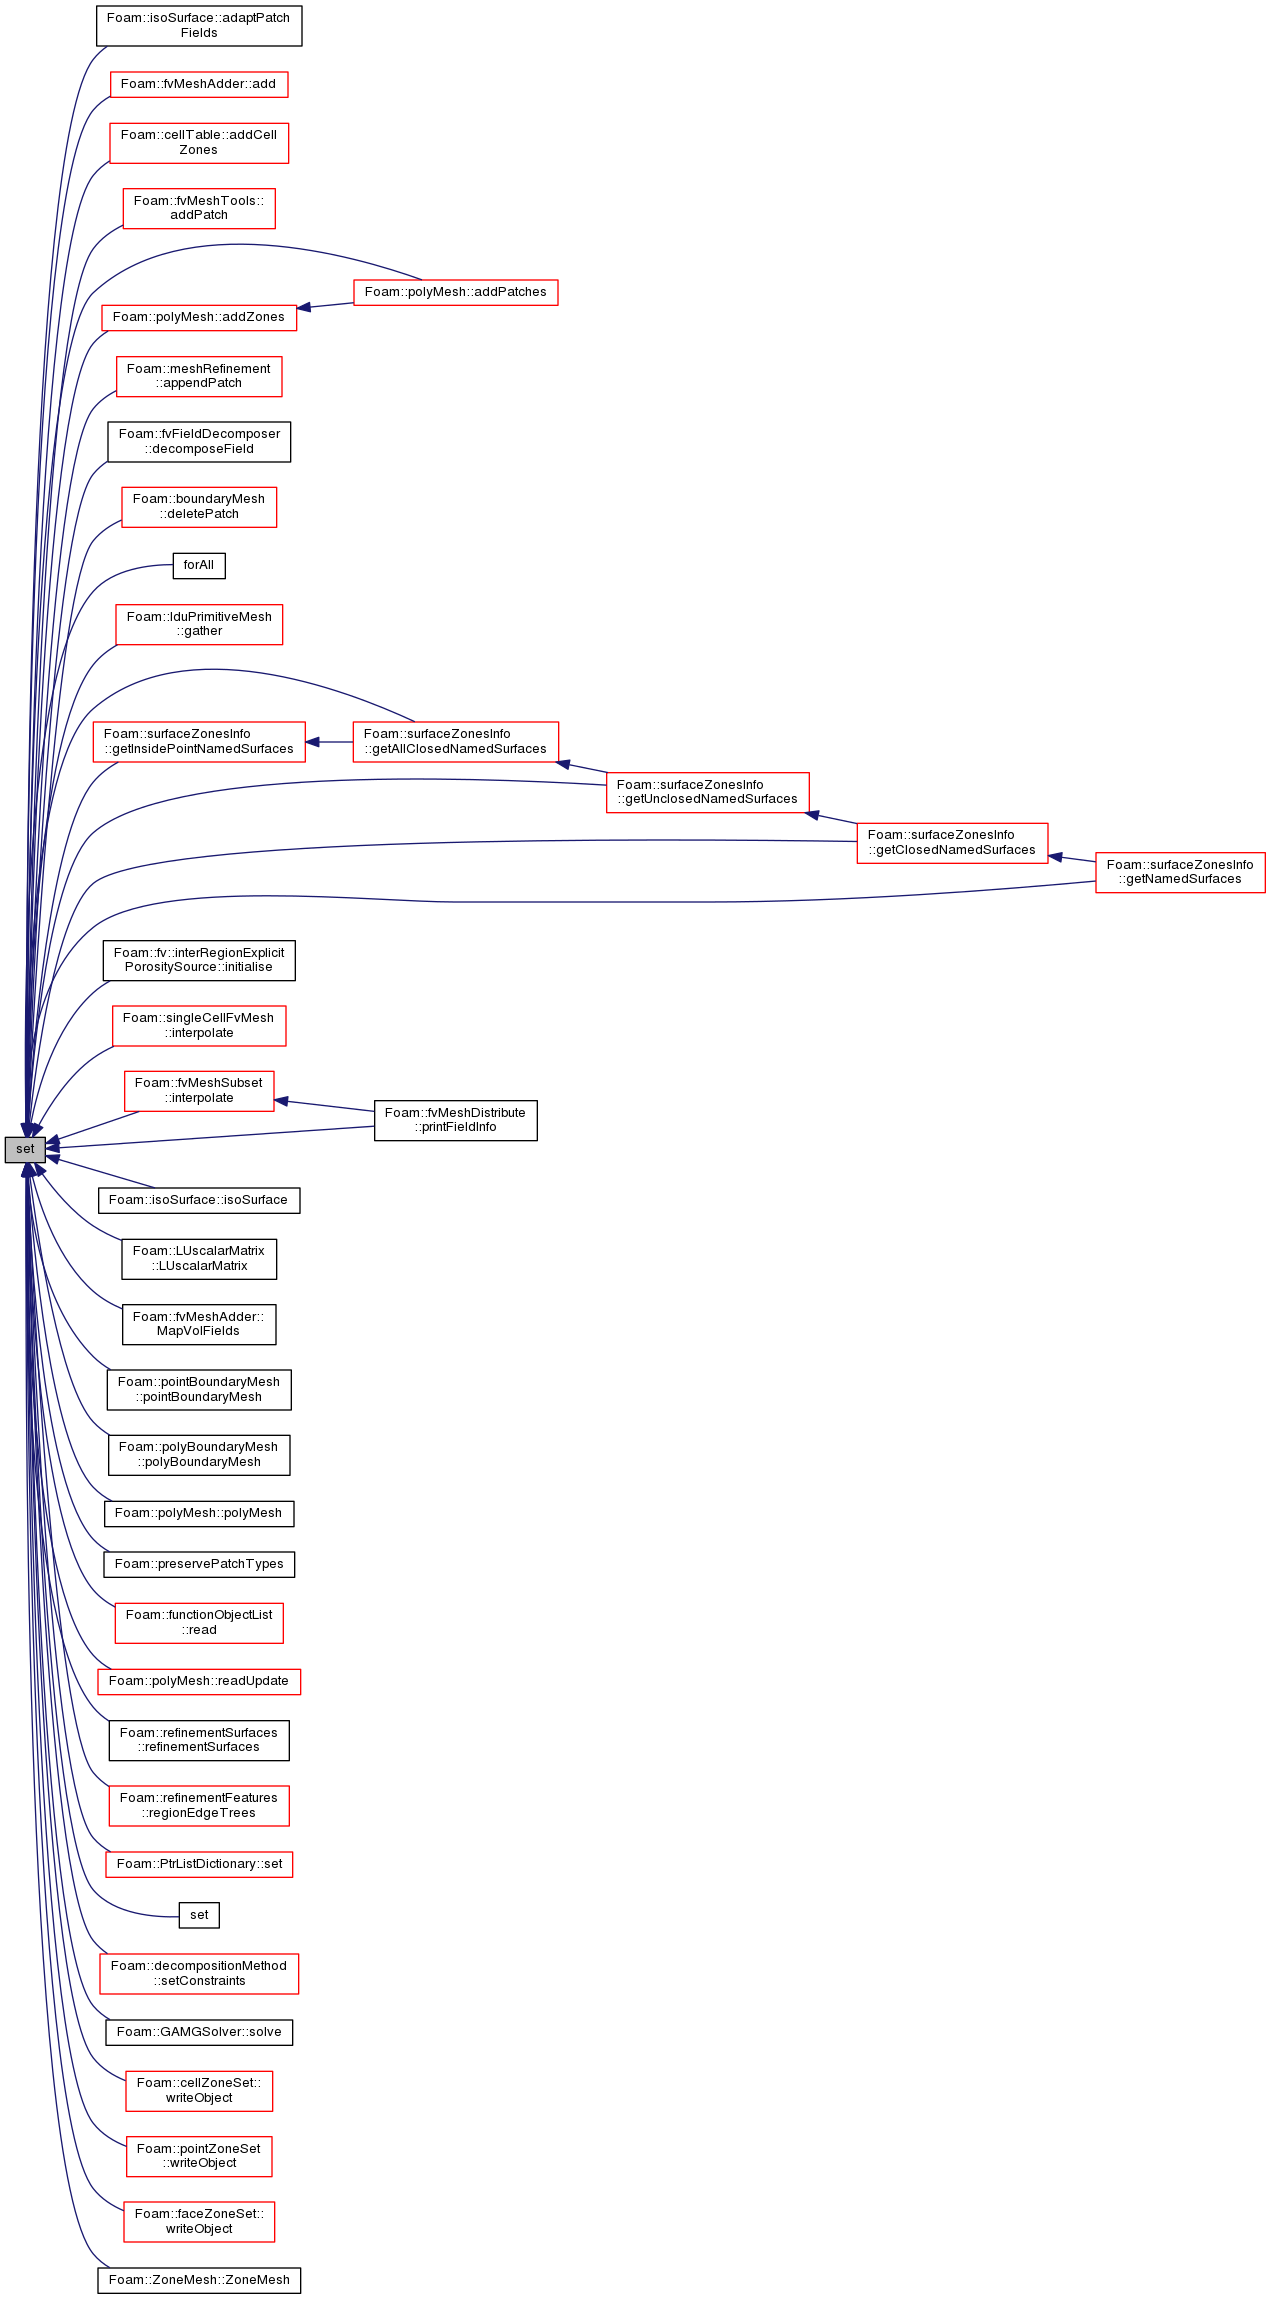 Foam::isoSurface::adaptPatch
Fields
Foam::fvMeshAdder::add
Foam::cellTable::addCell
Zones
Foam::fvMeshTools::
addPatch
Foam::polyMesh::addPatches
Foam::polyMesh::addZones
Foam::meshRefinement
::appendPatch
Foam::fvFieldDecomposer
::decomposeField
Foam::boundaryMesh
::deletePatch
forAll
Foam::lduPrimitiveMesh
::gather
Foam::surfaceZonesInfo
::getInsidePointNamedSurfaces
Foam::surfaceZonesInfo
::getAllClosedNamedSurfaces
Foam::surfaceZonesInfo
::getUnclosedNamedSurfaces
Foam::surfaceZonesInfo
::getClosedNamedSurfaces
Foam::surfaceZonesInfo
::getNamedSurfaces
Foam::fv::interRegionExplicit
PorositySource::initialise
Foam::singleCellFvMesh
::interpolate
Foam::fvMeshSubset
::interpolate
Foam::fvMeshDistribute
::printFieldInfo
set
Foam::isoSurface::isoSurface
Foam::LUscalarMatrix
::LUscalarMatrix
Foam::fvMeshAdder::
MapVolFields
Foam::pointBoundaryMesh
::pointBoundaryMesh
Foam::polyBoundaryMesh
::polyBoundaryMesh
Foam::polyMesh::polyMesh
Foam::preservePatchTypes
Foam::functionObjectList
::read
Foam::polyMesh::readUpdate
Foam::refinementSurfaces
::refinementSurfaces
Foam::refinementFeatures
::regionEdgeTrees
Foam::PtrListDictionary::set
set
Foam::decompositionMethod
::setConstraints
Foam::GAMGSolver::solve
Foam::cellZoneSet::
writeObject
Foam::pointZoneSet
::writeObject
Foam::faceZoneSet::
writeObject
Foam::ZoneMesh::ZoneMesh